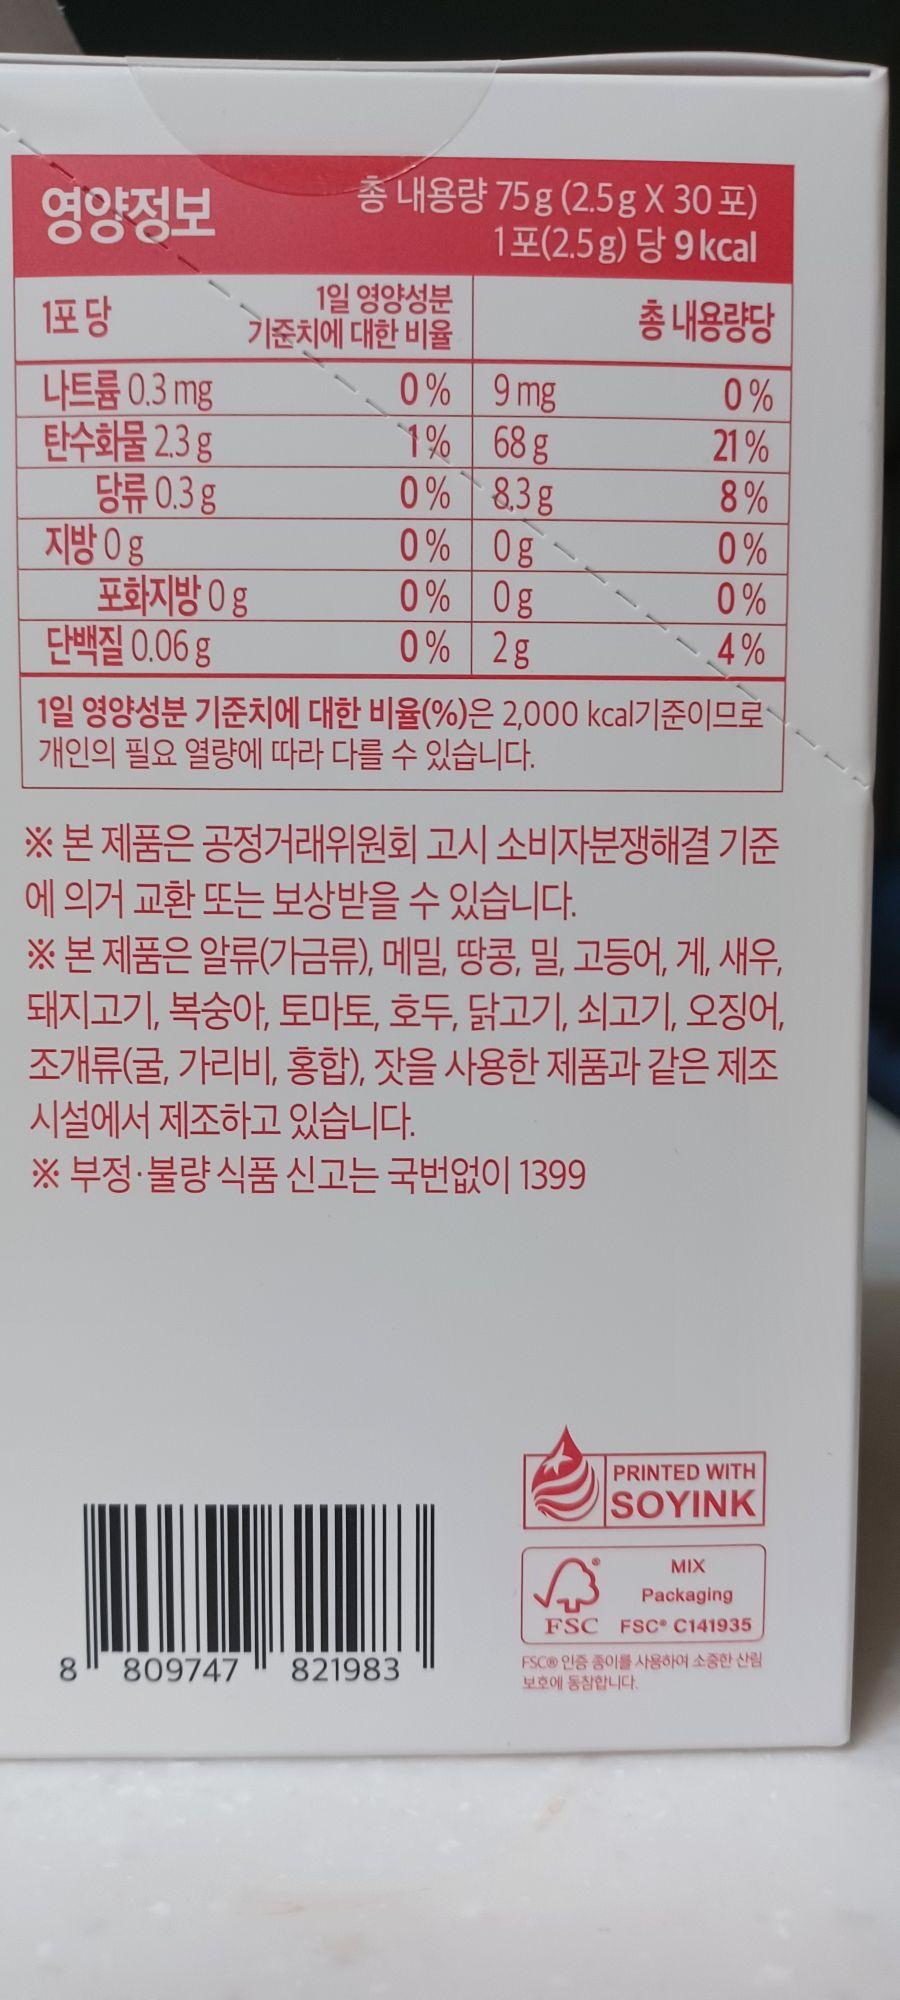 영양정보
총 내용량 75g (2.5g X 30포)
1포(2.5g) 당 9kcal
1포 당
1일 영양성분
기준치에 대한 비율
총 내용량당
나트륨 0.3 mg 0% 9 mg 0%
탄수화물 2.3 g 1% 68 g 21%
당류 0.3 g 0% 8.3 g 8%
지방 0 g 0% 0 g 0%
포화지방 0 g 0% 0 g 0%
단백질 0.06 g 0% 2 g 4%
1일 영양성분 기준치에 대한 비율(%)은 2,000 kcal기준이므로
개인의 필요 열량에 따라 다를 수 있습니다.
※ 본 제품은 공정거래위원회 고시 소비자분쟁해결 기준
에 의거 교환 또는 보상받을 수 있습니다.
※ 본 제품은 알류(가금류), 메밀, 땅콩, 밀, 고등어, 게, 새우,
돼지고기, 복숭아, 토마토, 호두, 닭고기, 쇠고기, 오징어,
조개류(굴, 가리비, 홍합), 잣을 사용한 제품과 같은 제조
시설에서 제조하고 있습니다.
※ 부정·불량 식품 신고는 국번없이 1399
PRINTED WITH
SOYINK
MIX
Packaging
FSC FSC® C141935
FSC® 인증 종이를 사용하여 소중한 산림
보호에 동참합니다.
8 809747 821983